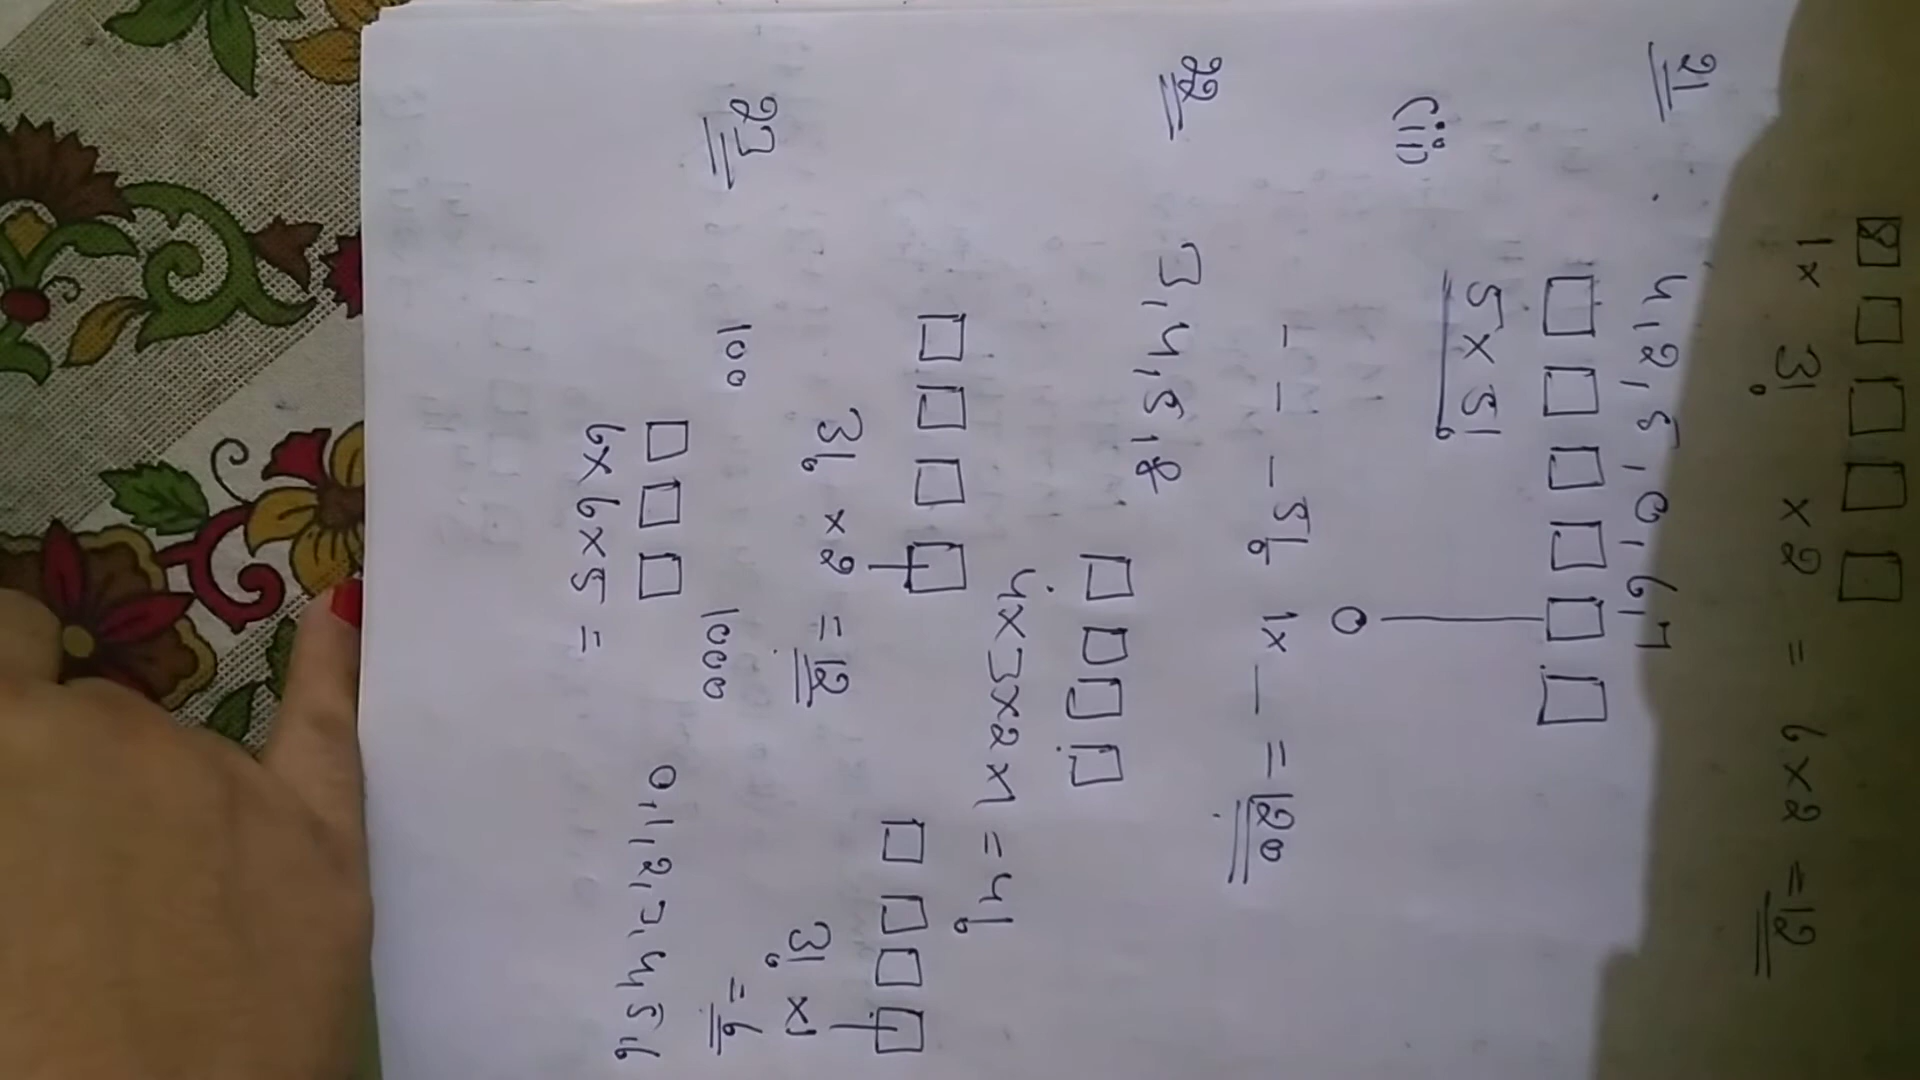 1 x 3! x 2 = 6 x 2 = 12
21 4, 2, 5, 0, 6, 7
(ii) 5 x 5!
0
5! 1 x = 120
22 3, 4, 5, 8
4 x 3 x 2 x 1 = 4!
3! x 2 = 12
3! x 1
= 6
23 100 1000
0, 1, 2, 3, 4, 5, 6
6 x 6 x 5 =